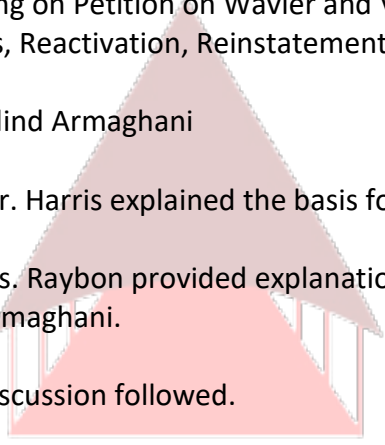 ng on Petition on Wavier and V
s, Reactivation, Reinstatement
lind Armaghani
r. Harris explained the basis fo
s. Raybon provided explanatio
maghani.
scussion followed.